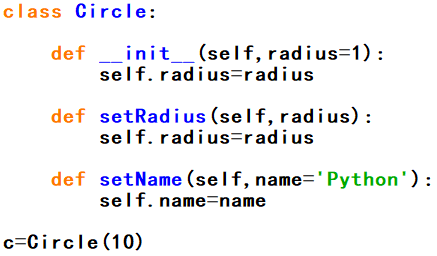 class Circle:
    def __init__(self,radius=1):
        self.radius=radius
    def setRadius(self,radius):
        self.radius=radius
    def setName(self,name='Python'):
        self.name=name
c=Circle(10)